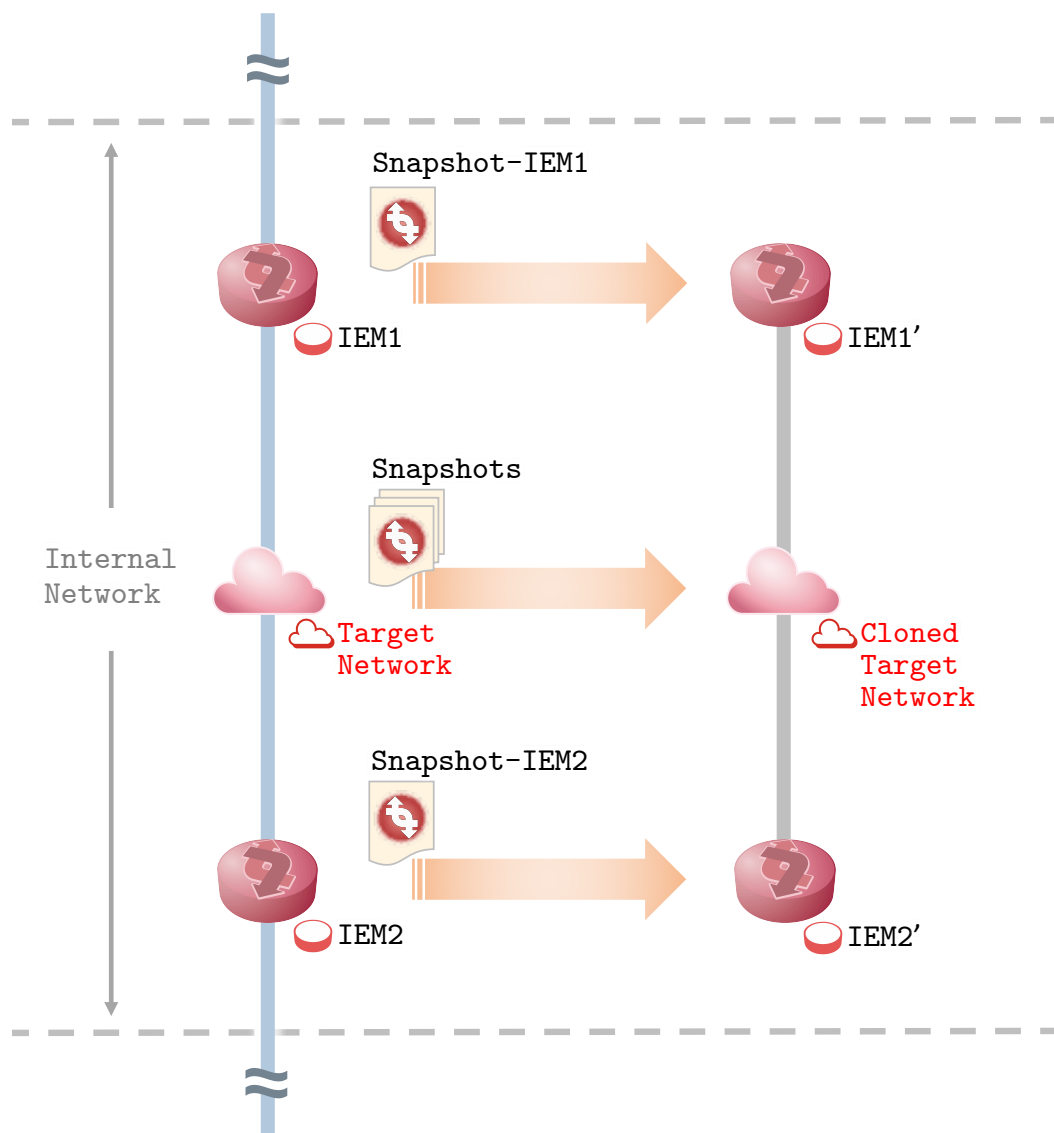 Snapshot-IEM1
IEM1
IEM1′
Snapshots
Internal
Network
Target
Network
Cloned
Target
Network
Snapshot-IEM2
IEM2
IEM2′